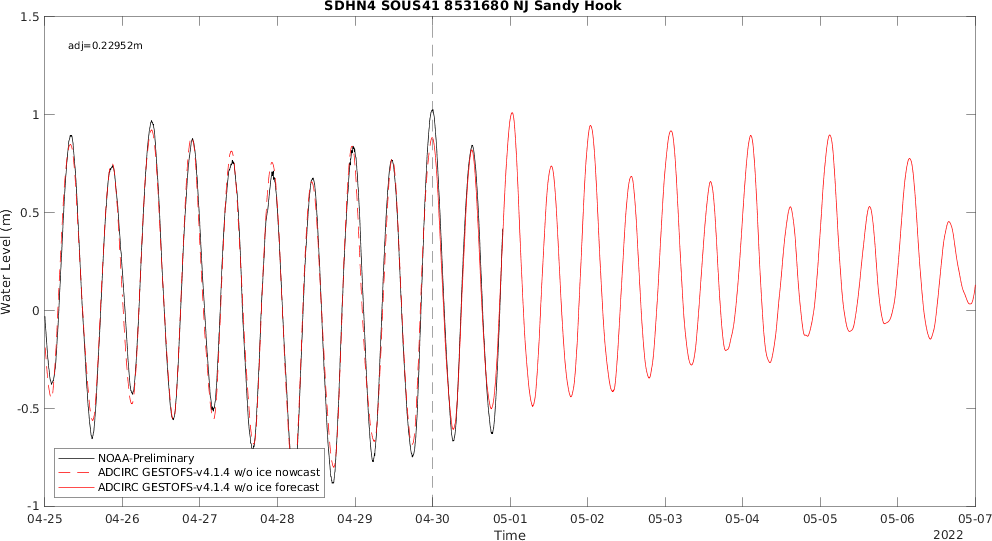 SDHN4 SOUS41 8531680 NJ Sandy Hook
adj=0.22952m
1.5
1
0.5
0
-0.5
-1
Water Level (m)
NOAA-Preliminary
ADCIRC GESTOFS-v4.1.4 w/o ice nowcast
ADCIRC GESTOFS-v4.1.4 w/o ice forecast
04-25 04-26 04-27 04-28 04-29 04-30 05-01 05-02 05-03 05-04 05-05 05-06 05-07
Time
2022